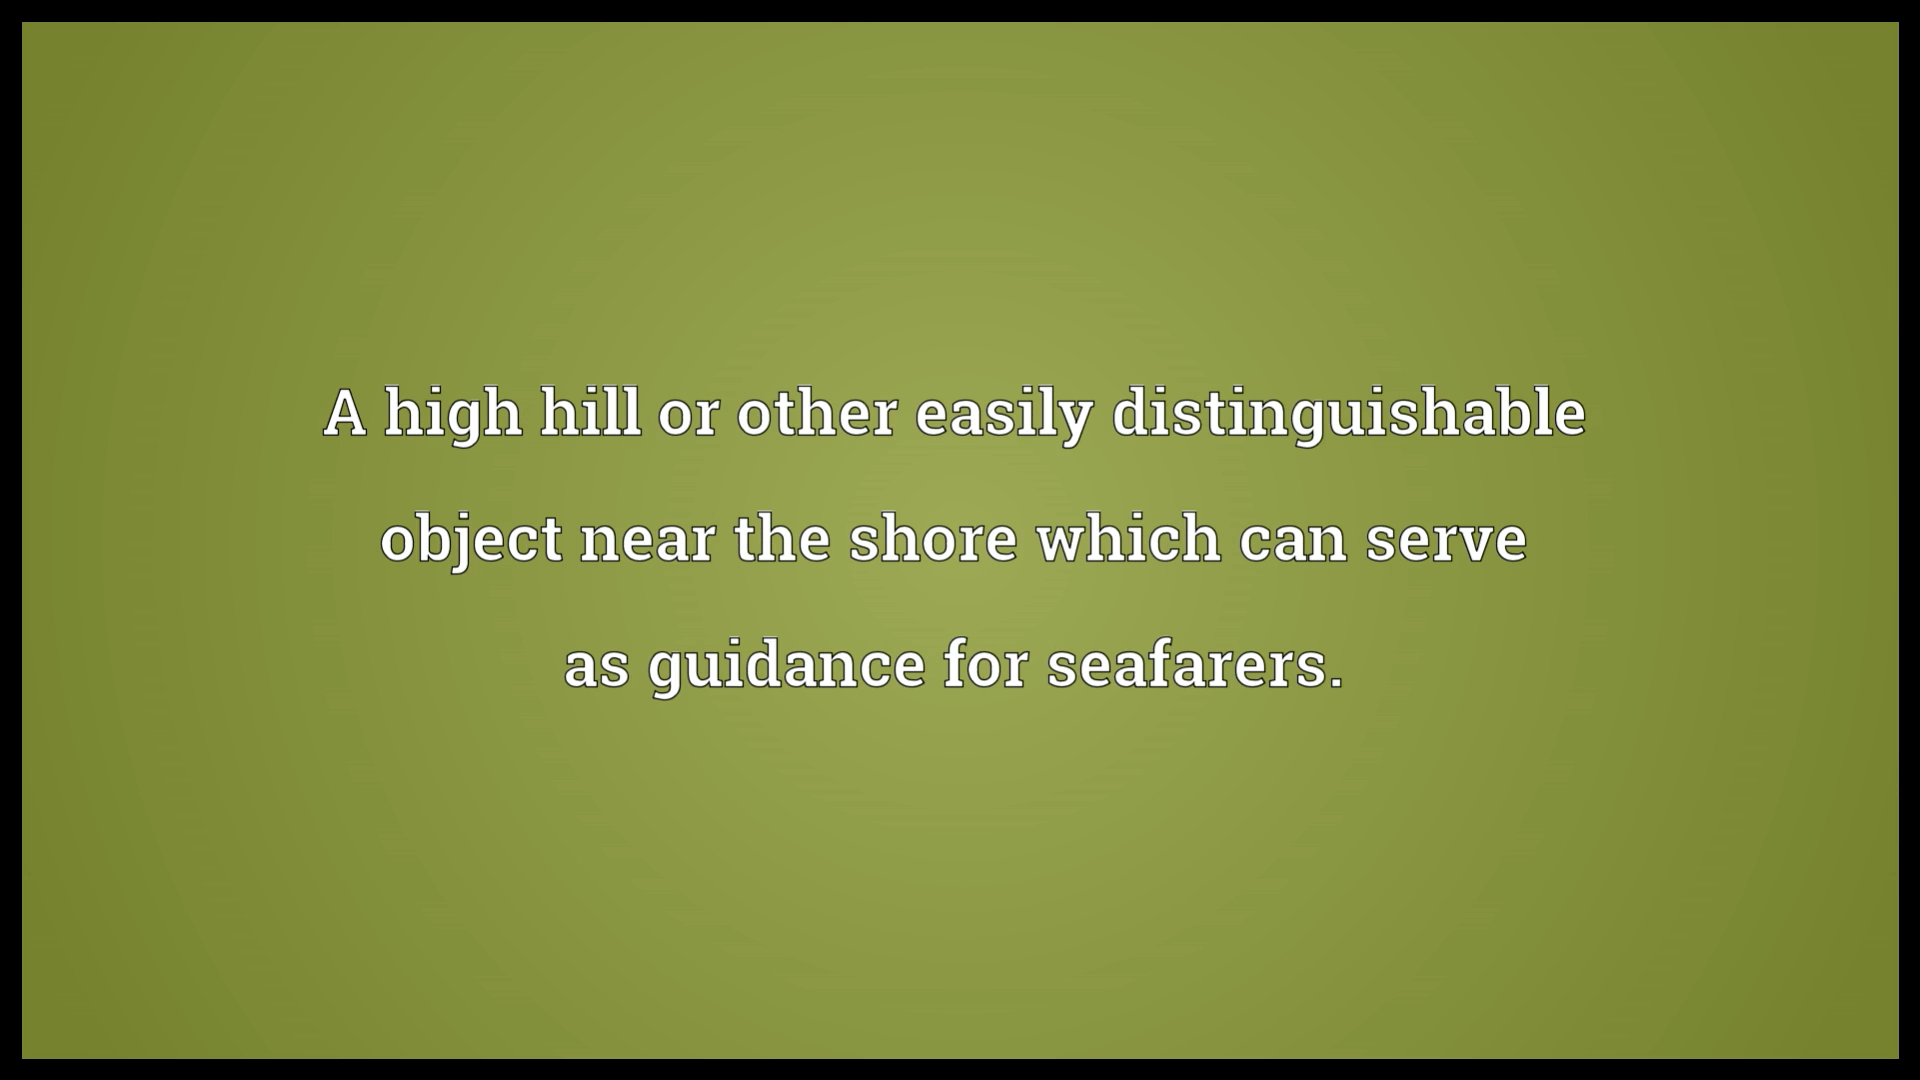 A high hill or other easily distinguishable
object near the shore which can serve
as guidance for seafarers.